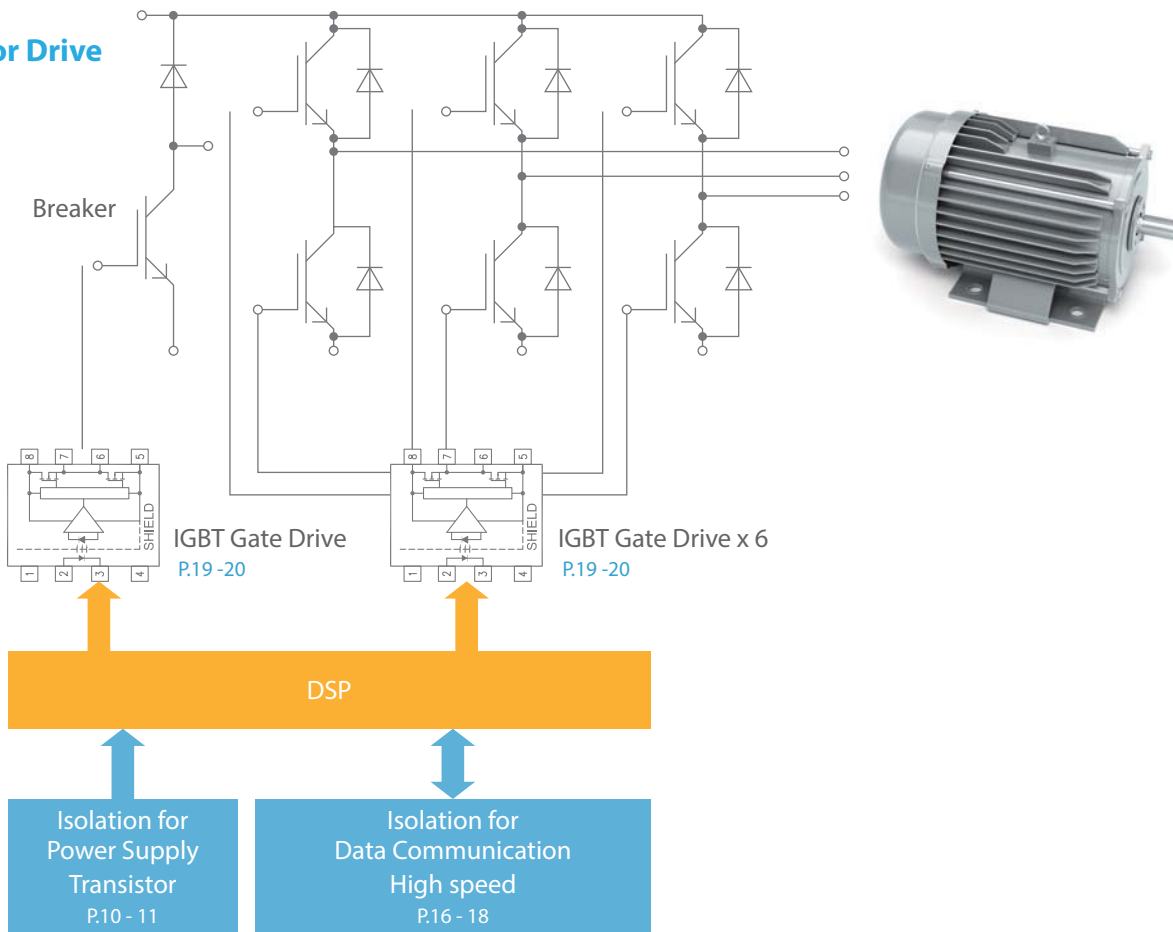 or Drive
Breaker
8 7 6 5
SHIELD
1 2 3 4
IGBT Gate Drive
P.19 -20
8 7 6 5
SHIELD
1 2 3 4
IGBT Gate Drive x 6
P.19 -20
DSP
Isolation for
Power Supply
Transistor
P.10 - 11
Isolation for
Data Communication
High speed
P.16 - 18